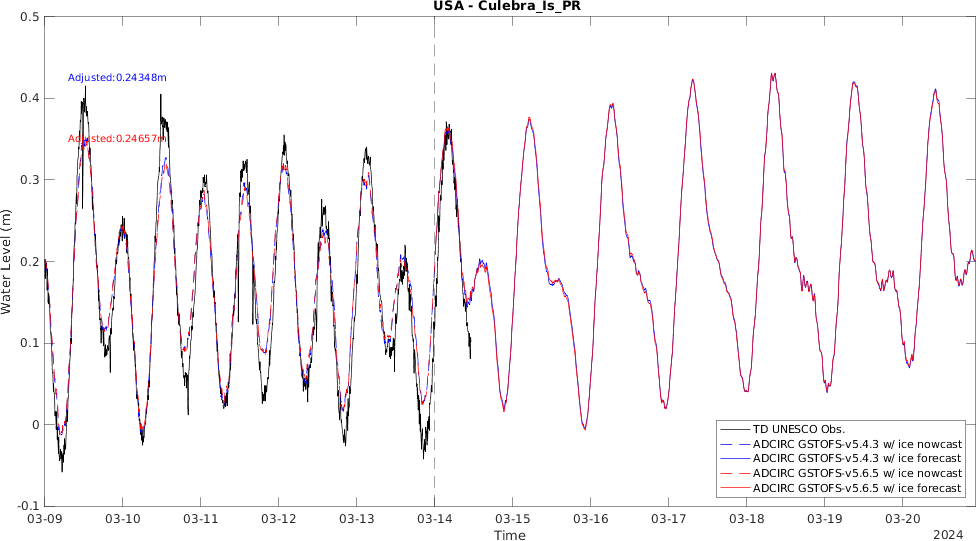 USA - Culebra_Is_PR
0.5
0.4
0.3
0.2
0.1
0
-0.1
Water Level (m)
Adjusted:0.24348m
Adjusted:0.24657m
TD UNESCO Obs.
ADCIRC GSTOFS-v5.4.3 w/ ice nowcast
ADCIRC GSTOFS-v5.4.3 w/ ice forecast
ADCIRC GSTOFS-v5.6.5 w/ ice nowcast
ADCIRC GSTOFS-v5.6.5 w/ ice forecast
03-09 03-10 03-11 03-12 03-13 03-14 03-15 03-16 03-17 03-18 03-19 03-20
Time
2024